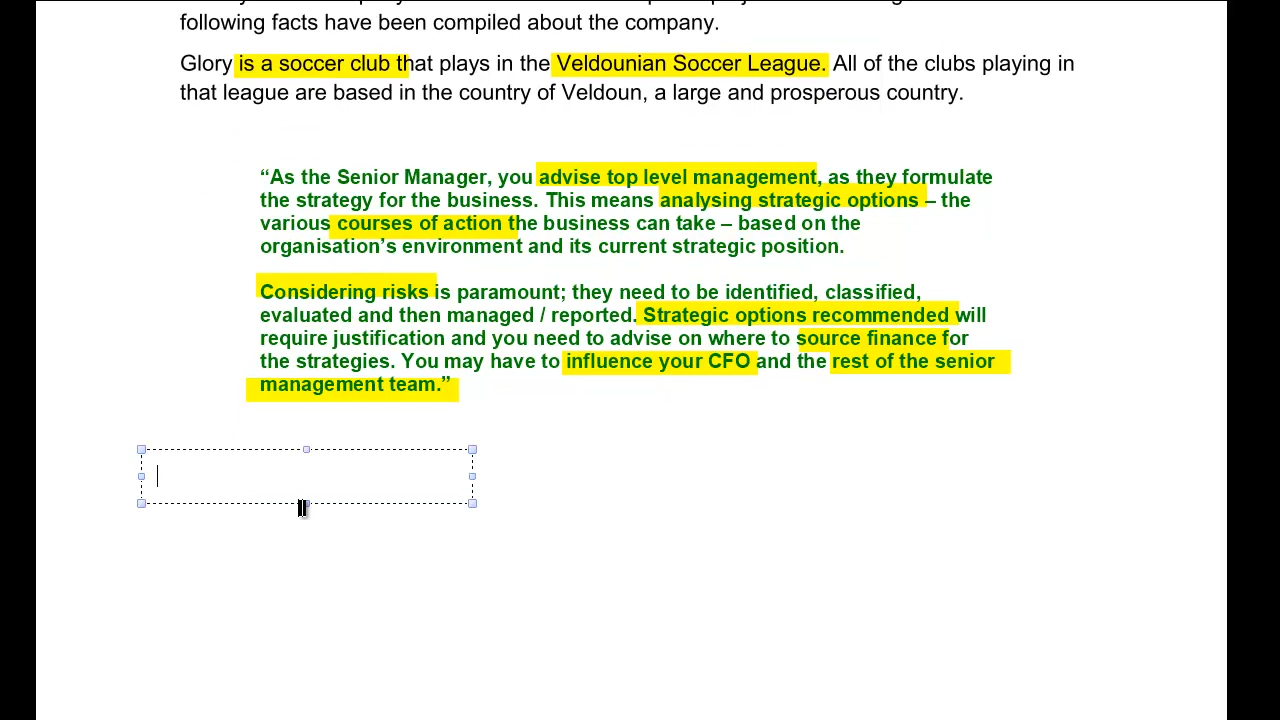 following facts have been compiled about the company.
Glory is a soccer club that plays in the Veldounian Soccer League. All of the clubs playing in
that league are based in the country of Veldoun, a large and prosperous country.
“As the Senior Manager, you advise top level management, as they formulate
the strategy for the business. This means analysing strategic options – the
various courses of action the business can take – based on the
organisation’s environment and its current strategic position.
Considering risks is paramount; they need to be identified, classified,
evaluated and then managed / reported. Strategic options recommended will
require justification and you need to advise on where to source finance for
the strategies. You may have to influence your CFO and the rest of the senior
management team.”